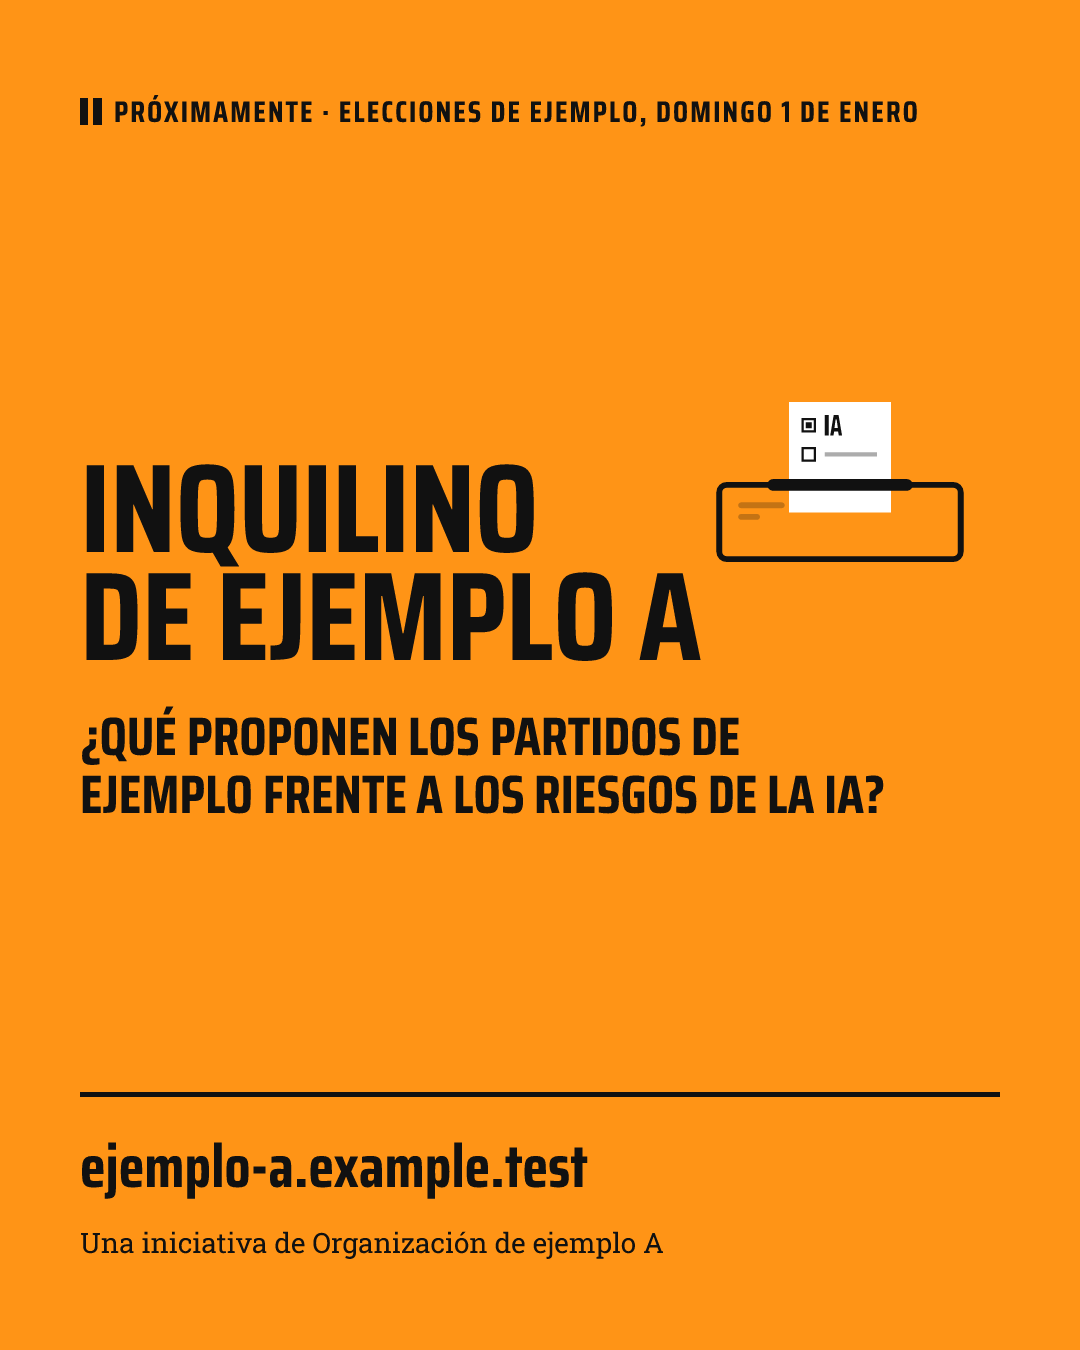 PRÓXIMAMENTE · ELECCIONES DE EJEMPLO, DOMINGO 1 DE ENERO
IA
INQUILINO
DE EJEMPLO A
¿QUÉ PROPONEN LOS PARTIDOS DE
EJEMPLO FRENTE A LOS RIESGOS DE LA IA?
ejemplo-a.example.test
Una iniciativa de Organización de ejemplo A